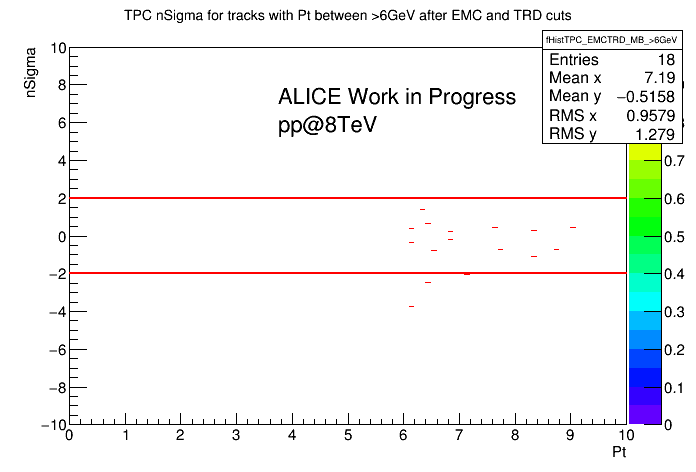 TPC nSigma for tracks with Pt between >6GeV after EMC and TRD cuts
fHistTPC_EMCTRD_MB_>6GeV
Entries 18
Mean x 7.19
Mean y −0.5158
RMS x 0.9579
RMS y 1.279
nSigma
ALICE Work in Progress
pp@8TeV
10
8
6
4
2
0
−2
−4
−6
−8
−10
0 1 2 3 4 5 6 7 8 9 10
Pt
0.7
0.6
0.5
0.4
0.3
0.2
0.1
0